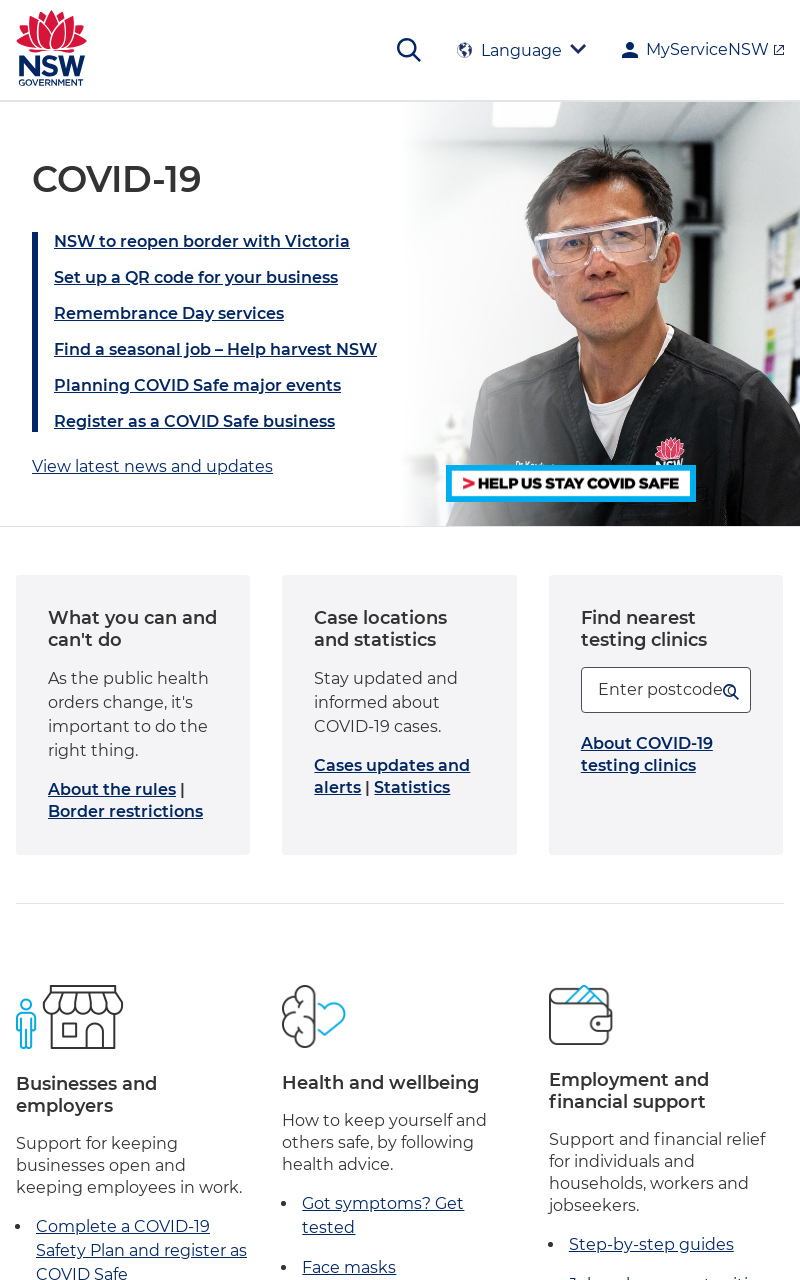 NSW
GOVERNMENT
Language
MyServiceNSW
COVID-19
NSW to reopen border with Victoria
Set up a QR code for your business
Remembrance Day services
Find a seasonal job – Help harvest NSW
Planning COVID Safe major events
Register as a COVID Safe business
View latest news and updates
NSW
> HELP US STAY COVID SAFE
What you can and
can't do
As the public health
orders change, it's
important to do the
right thing.
About the rules |
Border restrictions
Case locations
and statistics
Stay updated and
informed about
COVID-19 cases.
Cases updates and
alerts | Statistics
Find nearest
testing clinics
Enter postcode
About COVID-19
testing clinics
Businesses and
employers
Support for keeping
businesses open and
keeping employees in work.
• Complete a COVID-19
Safety Plan and register as
COVID Safe
Health and wellbeing
How to keep yourself and
others safe, by following
health advice.
• Got symptoms? Get
tested
• Face masks
Employment and
financial support
Support and financial relief
for individuals and
households, workers and
jobseekers.
• Step-by-step guides